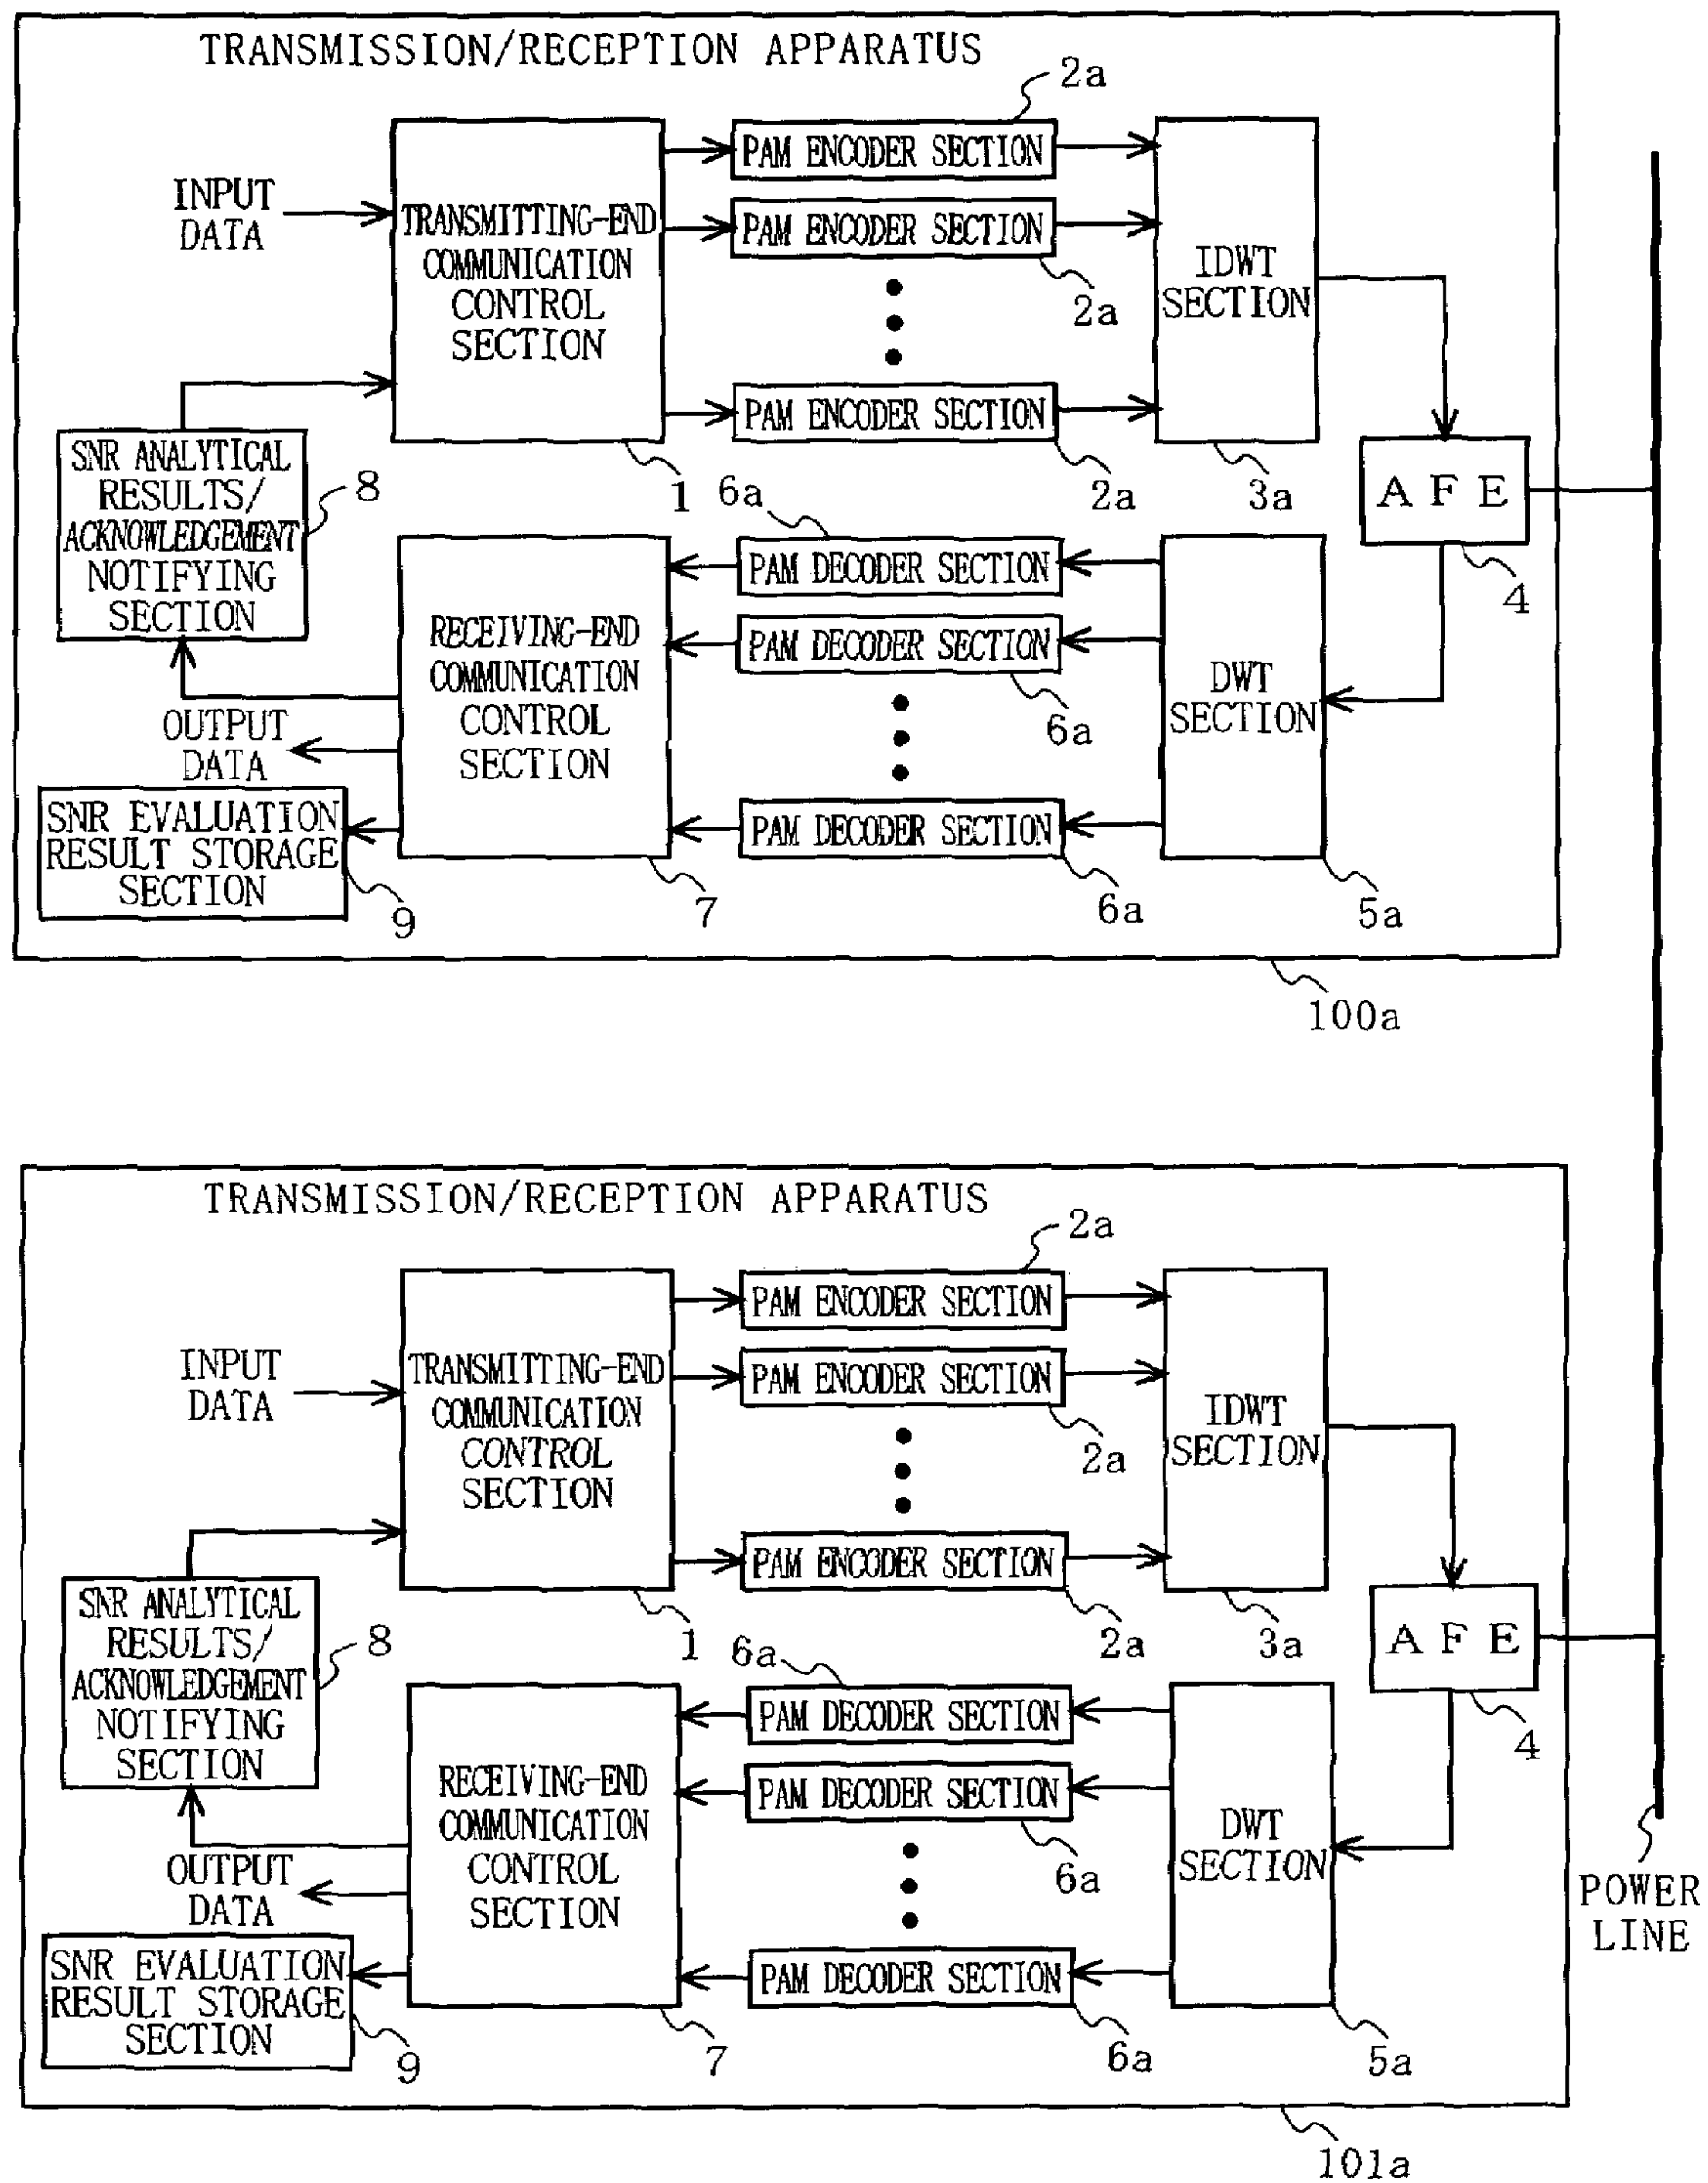 TRANSMISSION/RECEPTION APPARATUS
2a
PAM ENCODER SECTION
INPUT
DATA
TRANSMITTING-END
COMMUNICATION
CONTROL
SECTION
PAM ENCODER SECTION
2a
IDWT
SECTION
PAM ENCODER SECTION
SNR ANALYTICAL
RESULTS/
ACKNOWLEDGEMENT
NOTIFYING
SECTION
8
1
6a
2a
3a
A F E
4
PAM DECODER SECTION
RECEIVING-END
COMMUNICATION
CONTROL
SECTION
PAM DECODER SECTION
6a
DWT
SECTION
OUTPUT
DATA
SNR EVALUATION
RESULT STORAGE
SECTION
PAM DECODER SECTION
9
7
6a
5a
100a
TRANSMISSION/RECEPTION APPARATUS
2a
PAM ENCODER SECTION
INPUT
DATA
TRANSMITTING-END
COMMUNICATION
CONTROL
SECTION
PAM ENCODER SECTION
2a
IDWT
SECTION
PAM ENCODER SECTION
SNR ANALYTICAL
RESULTS/
ACKNOWLEDGEMENT
NOTIFYING
SECTION
8
1
6a
2a
3a
A F E
4
PAM DECODER SECTION
RECEIVING-END
COMMUNICATION
CONTROL
SECTION
PAM DECODER SECTION
6a
DWT
SECTION
POWER
LINE
OUTPUT
DATA
SNR EVALUATION
RESULT STORAGE
SECTION
PAM DECODER SECTION
9
7
6a
5a
101a